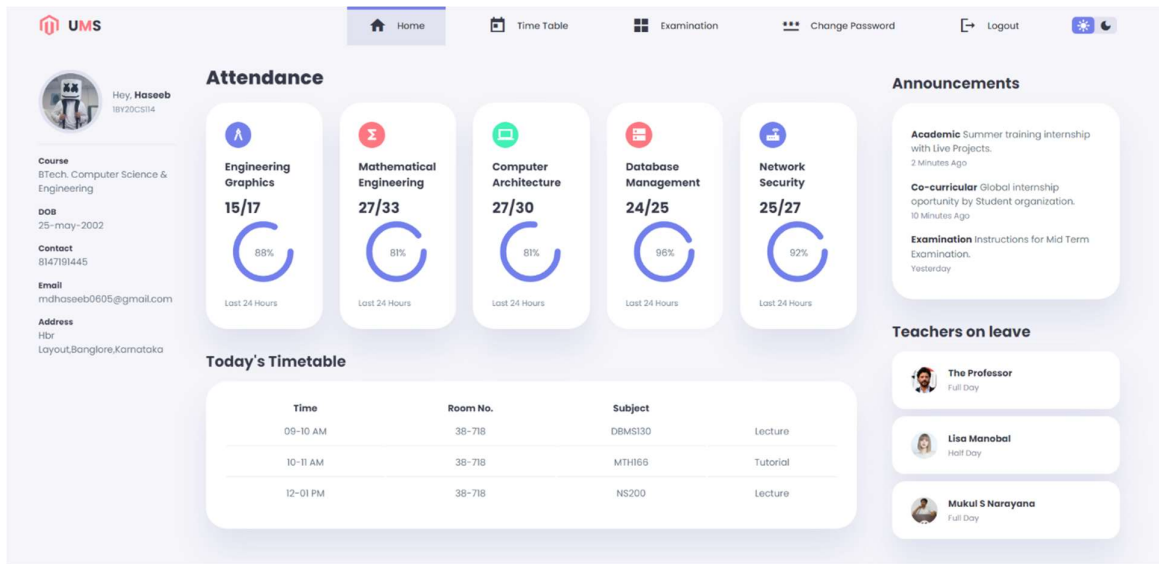 UMS
Home
Time Table
Examination
Change Password
Logout
Hey, Haseeb
1BY20CS114
Course
BTech. Computer Science &
Engineering
DOB
25-may-2002
Contact
8147191445
Email
mdhaseeb0605@gmail.com
Address
Hbr
Layout,Banglore,Karnataka
Attendance
Engineering
Graphics
15/17
88%
Last 24 Hours
Mathematical
Engineering
27/33
81%
Last 24 Hours
Computer
Architecture
27/30
81%
Last 24 Hours
Database
Management
24/25
96%
Last 24 Hours
Network
Security
25/27
92%
Last 24 Hours
Today's Timetable
Time Room No. Subject
09-10 AM 38-718 DBMS130 Lecture
10-11 AM 38-718 MTH166 Tutorial
12-01 PM 38-718 NS200 Lecture
Announcements
Academic Summer training internship
with Live Projects.
2 Minutes Ago
Co-curricular Global internship
oportunity by Student organization.
10 Minutes Ago
Examination Instructions for Mid Term
Examination.
Yesterday
Teachers on leave
The Professor
Full Day
Lisa Manobal
Half Day
Mukul S Narayana
Full Day